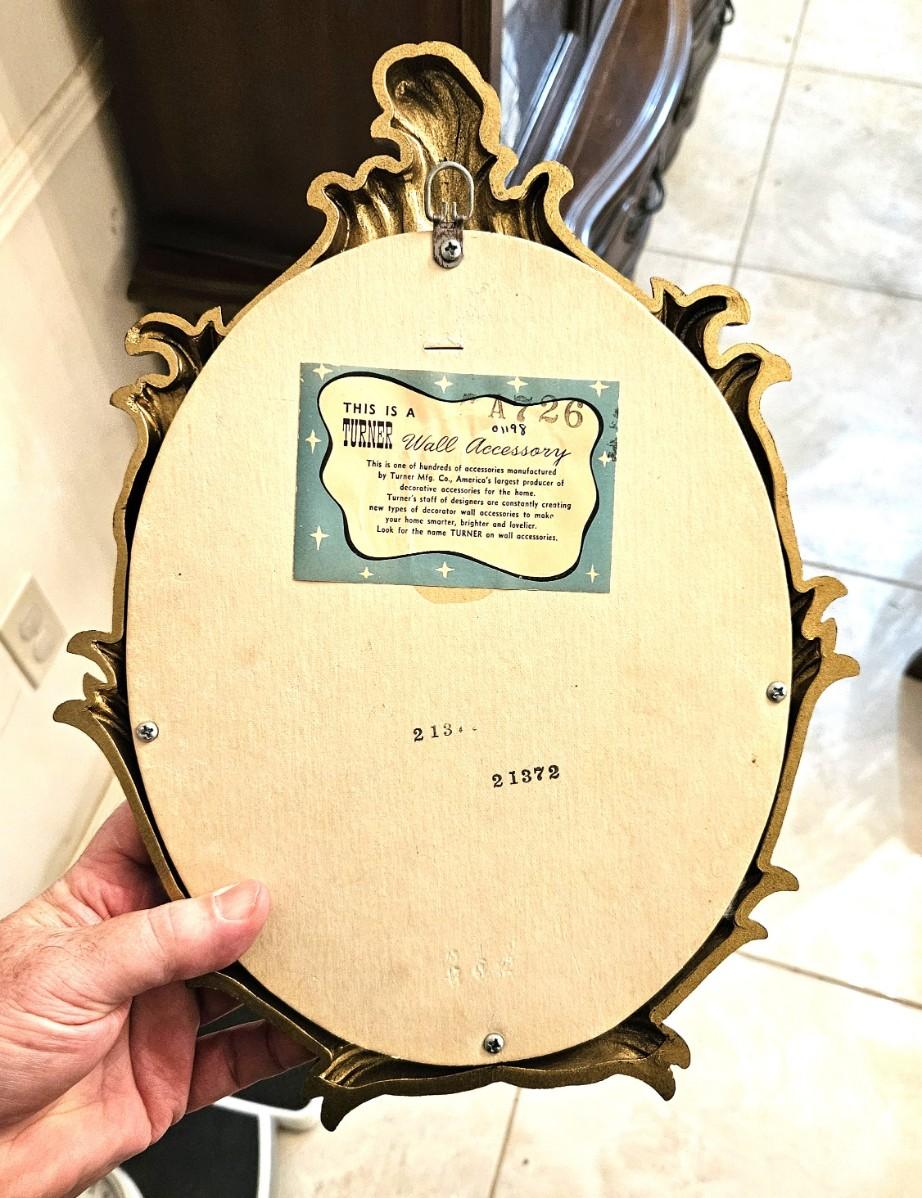 THIS IS A
A726
01198
TURNER Wall Accessory
This is one of hundreds of accessories manufactured
by Turner Mfg. Co., America's largest producer of
decorative accessories for the home.
Turner's staff of designers are constantly creating
new types of decorator wall accessories to make
your home smarter, brighter and lovelier.
Look for the name TURNER on wall accessories.
213
21372